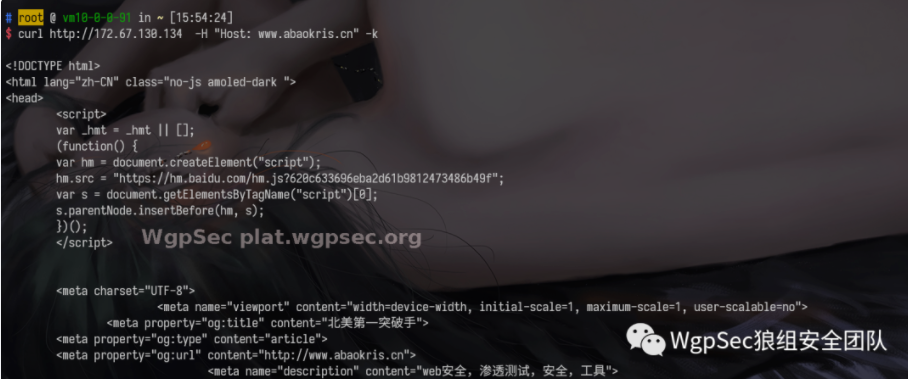 # root @ vm10-0-0-91 in ~ [15:54:24]
$ curl http://172.67.130.134 -H "Host: www.abaokris.cn" -k
<!DOCTYPE html>
<html lang="zh-CN" class="no-js amoled-dark ">
<head>
<script>
var _hmt = _hmt || [];
(function() {
var hm = document.createElement("script");
hm.src = "https://hm.baidu.com/hm.js?620c633696eba2d61b9812473486b49f";
var s = document.getElementsByTagName("script")[0];
s.parentNode.insertBefore(hm, s);
})();
</script>
WgpSec plat.wgpsec.org
<meta charset="UTF-8">
<meta name="viewport" content="width=device-width, initial-scale=1, maximum-scale=1, user-scalable=no">
<meta property="og:title" content="北美第一突破手">
<meta property="og:type" content="article">
<meta property="og:url" content="http://www.abaokris.cn">
WgpSec狼组安全团队
<meta name="description" content="web安全，渗透测试，安全，工具">